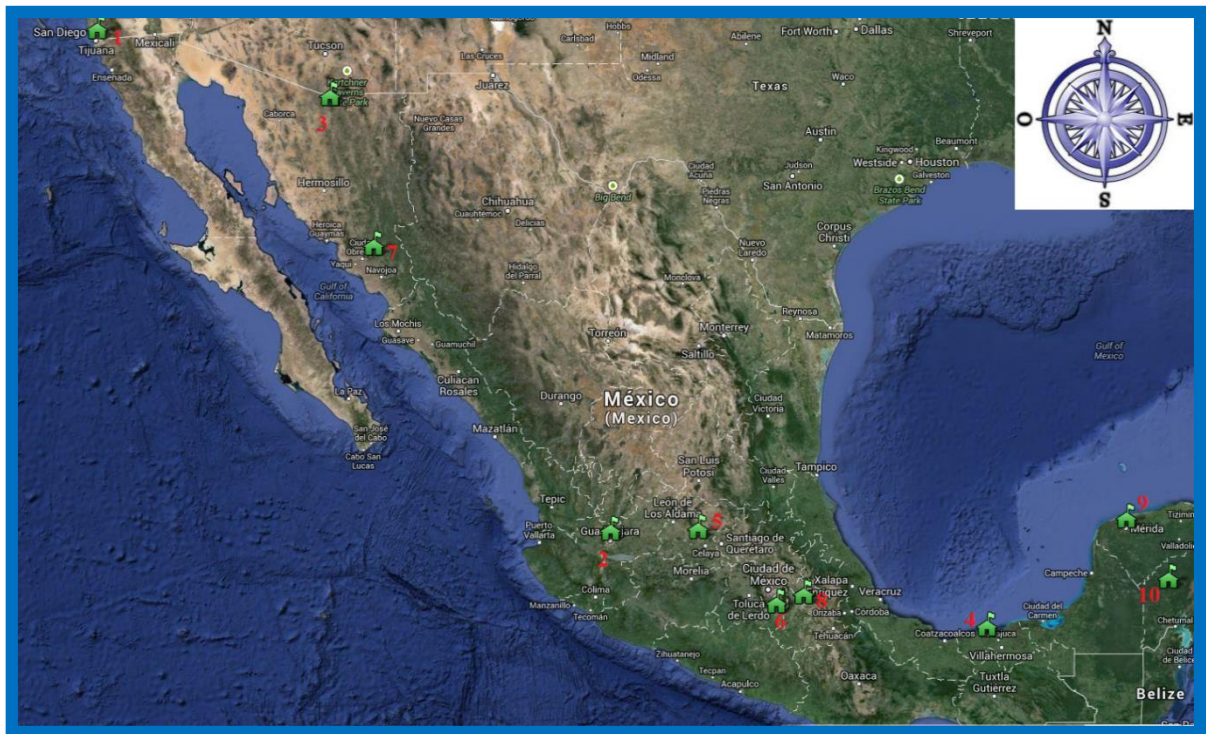 Hobbs
San Diego
1
Tijuana
Mexicali
Ensenada
Tucson
Las Cruces
Carlsbad
Midland
Odessa
Abilene
Fort Worth
Dallas
Shreveport
N
O
E
S
Juárez
Texas
Waco
3
Caborca
Nuevo Casas
Grandes
Austin
Kingwood
Beaumont
Westside
Houston
Galveston
Judson
San Antonio
Brazos Bend
State Park
Ciudad
Acuña
Piedras
Negras
Big Bend
Hermosillo
Chihuahua
Cuauhtémoc
Delicias
Heroica
Guaymas
7
Yaqui
Navojoa
Corpus
Christi
Nuevo
Laredo
Hidalgo
del Parral
Monclova
Gulf of
California
Reynosa
Matamoros
Los Mochis
Guasave
Guamuchil
Torreón
Monterrey
Saltillo
Gulf of
Mexico
Culiacan
Rosales
La Paz
Durango
México
(Mexico)
Ciudad
Victoria
San José
del Cabo
Cabo San
Lucas
Mazatlán
San Luis
Potosí
Ciudad
Valles
Tampico
Tepic
León de
Los Aldama
5
Puerto
Vallarta
2
Celaya
Santiago de
Querétaro
Morelia
Ciudad de
México
Xalapa
Colima
Manzanillo
Tecomán
Toluca
de Lerdo
6
8
Orizaba
Córdoba
Veracruz
Tehuacán
9
Mérida
Campeche
10
Ciudad del
Carmen
4
Coatzacoalcos
Villahermosa
Chetumal
Zihuatanejo
Tecpan
Acapulco
Oaxaca
Tuxtla
Gutiérrez
Belize